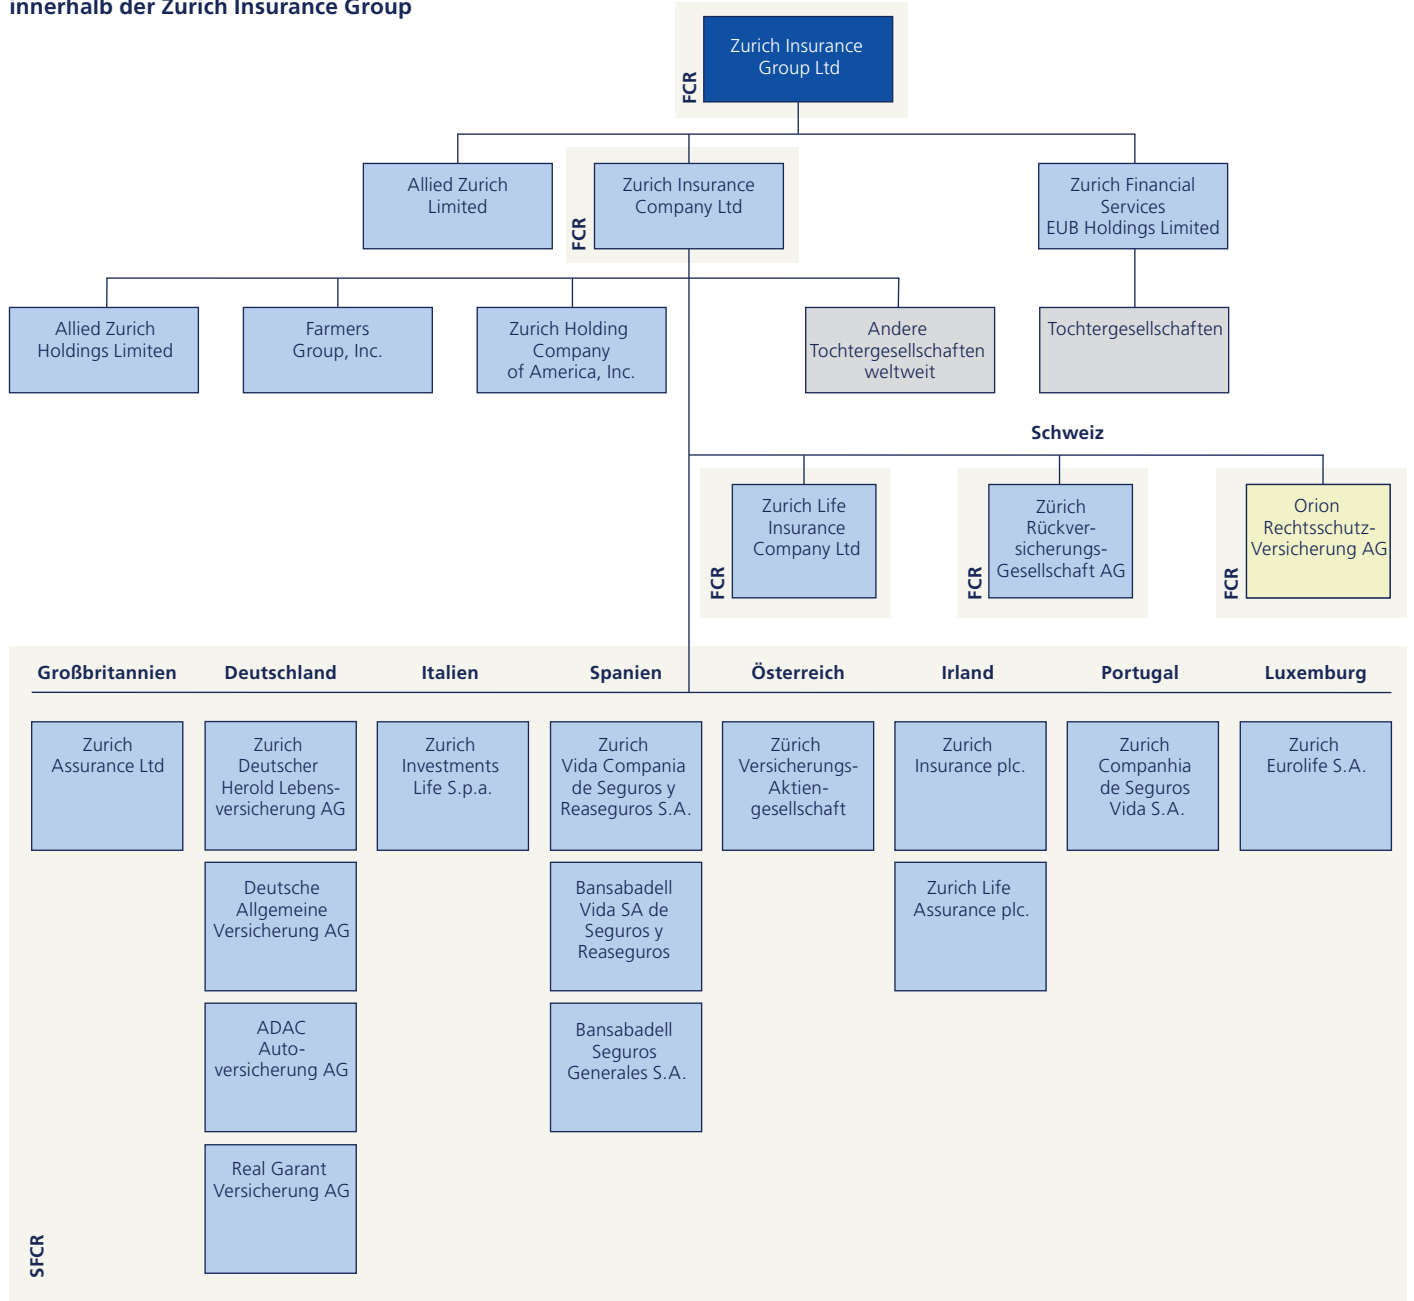 innerhalb der Zurich Insurance Group
Zurich Insurance
Group Ltd
FCR
Allied Zurich
Limited
Zurich Insurance
Company Ltd
FCR
Zurich Financial
Services
EUB Holdings Limited
Allied Zurich
Holdings Limited
Farmers
Group, Inc.
Zurich Holding
Company
of America, Inc.
Andere
Tochtergesellschaften
weltweit
Tochtergesellschaften
Schweiz
Zurich Life
Insurance
Company Ltd
FCR
Zürich
Rückver-
sicherungs-
Gesellschaft AG
FCR
Orion
Rechtsschutz-
Versicherung AG
FCR
Großbritannien
Deutschland
Italien
Spanien
Österreich
Irland
Portugal
Luxemburg
Zurich
Assurance Ltd
Zurich
Deutscher
Herold Lebens-
versicherung AG
Zurich
Investments
Life S.p.a.
Zurich
Vida Compania
de Seguros y
Reaseguros S.A.
Zürich
Versicherungs-
Aktien-
gesellschaft
Zurich
Insurance plc.
Zurich
Companhia
de Seguros
Vida S.A.
Zurich
Eurolife S.A.
Deutsche
Allgemeine
Versicherung AG
Bansabadell
Vida SA de
Seguros y
Reaseguros
Zurich Life
Assurance plc.
ADAC
Auto-
versicherung AG
Bansabadell
Seguros
Generales S.A.
Real Garant
Versicherung AG
SFCR